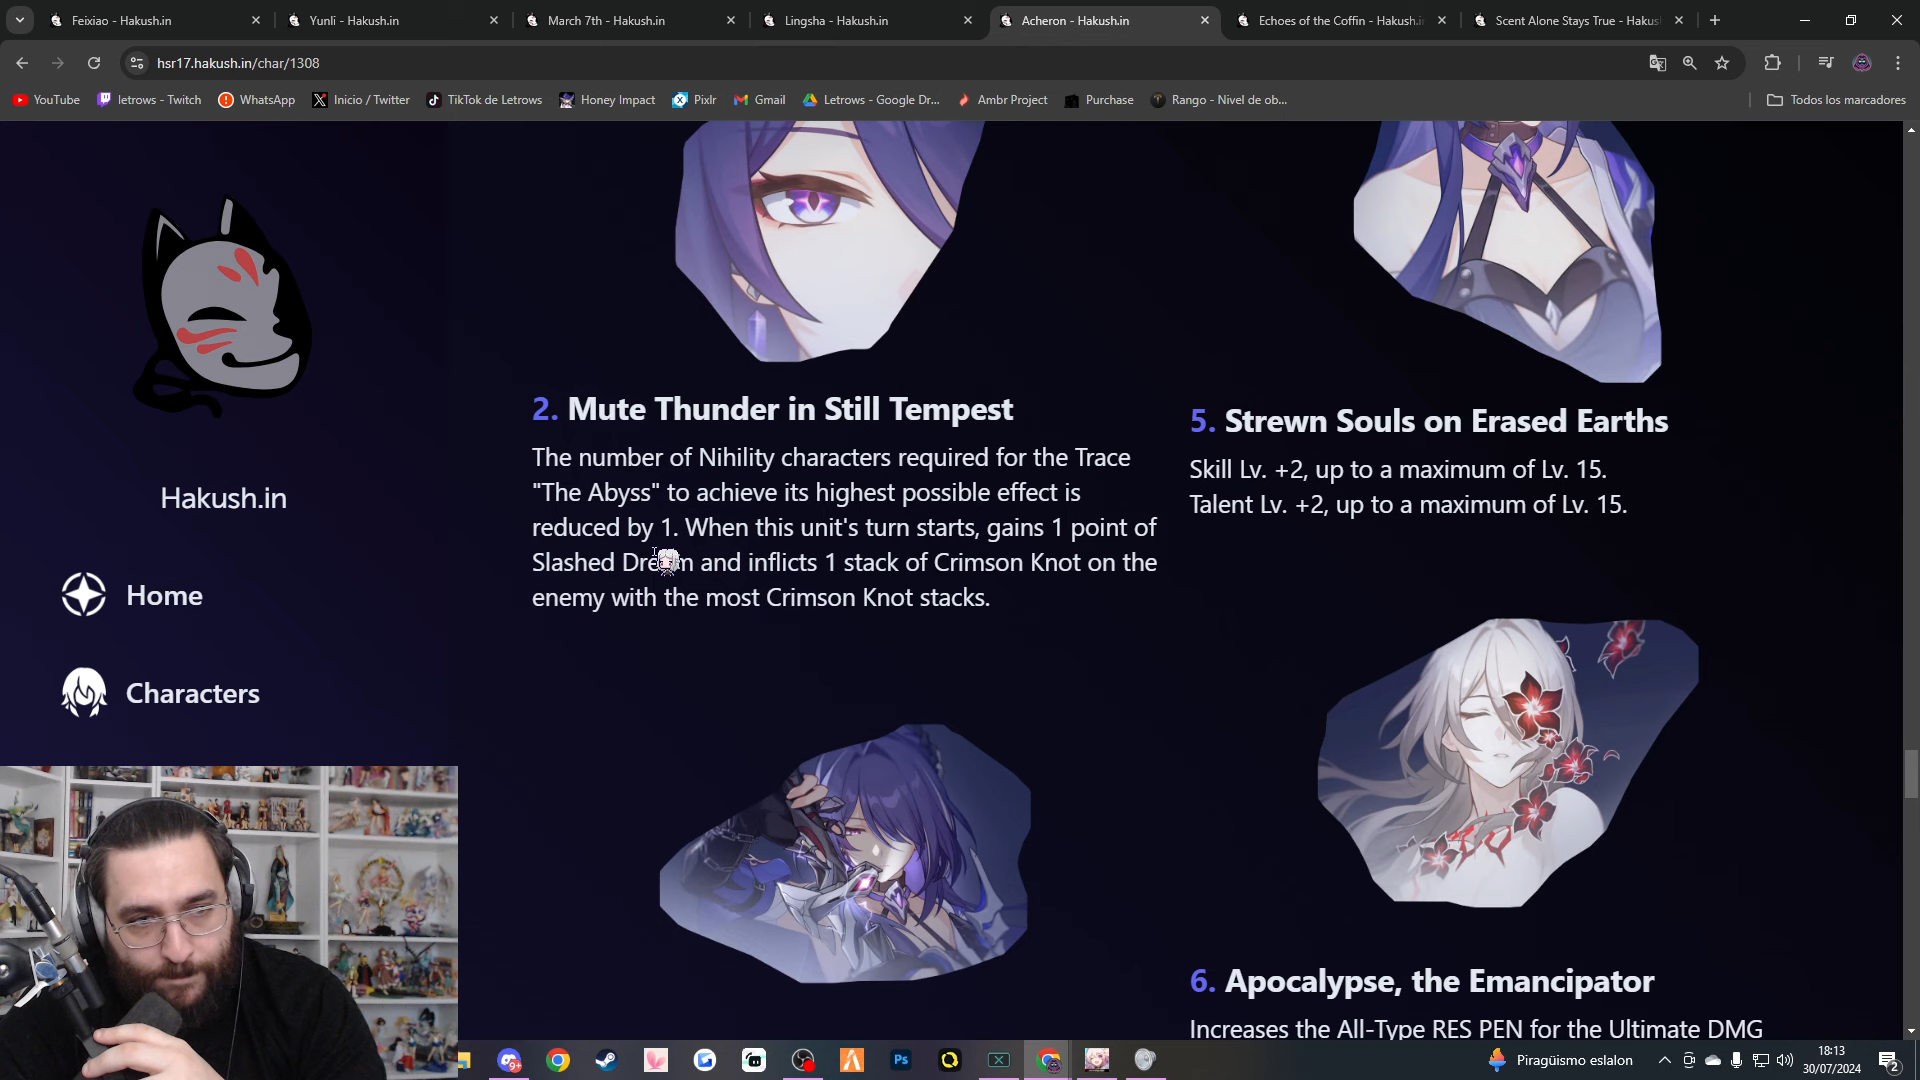 Feixiao - Hakush.in
Yunli - Hakush.in
March 7th - Hakush.in
Lingsha - Hakush.in
Acheron - Hakush.in
Echoes of the Coffin - Hakush.in
Scent Alone Stays True - Hakus
hsr17.hakush.in/char/1308
YouTube
letrows - Twitch
WhatsApp
Inicio / Twitter
TikTok de Letrows
Honey Impact
Pixlr
Gmail
Letrows - Google Dr...
Ambr Project
Purchase
Rango - Nivel de ob...
Todos los marcadores
Hakush.in
Home
Characters
2. Mute Thunder in Still Tempest
The number of Nihility characters required for the Trace
"The Abyss" to achieve its highest possible effect is
reduced by 1. When this unit's turn starts, gains 1 point of
Slashed Dream and inflicts 1 stack of Crimson Knot on the
enemy with the most Crimson Knot stacks.
5. Strewn Souls on Erased Earths
Skill Lv. +2, up to a maximum of Lv. 15.
Talent Lv. +2, up to a maximum of Lv. 15.
6. Apocalypse, the Emancipator
Increases the All-Type RES PEN for the Ultimate DMG
9+
Ps
Piragüismo eslalon
18:13
30/07/2024
2